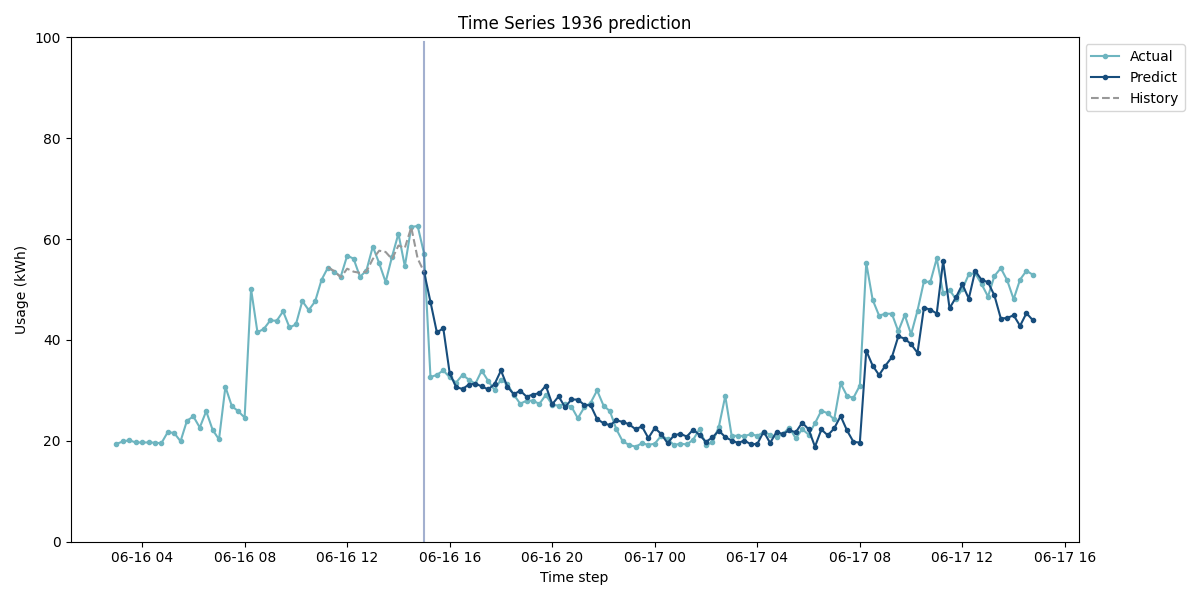 Time Series 1936 prediction
100
80
60
40
20
0
Usage (kWh)
06-16 04
06-16 08
06-16 12
06-16 16
06-16 20
06-17 00
06-17 04
06-17 08
06-17 12
06-17 16
Time step
Actual
Predict
History